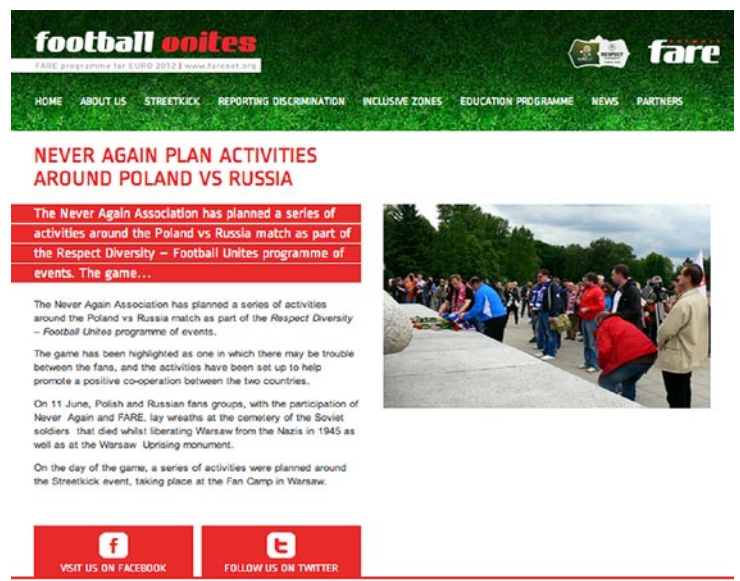 football unites
FARE programme for EURO 2012 | www.farenet.org
RESPECT
fare
HOME ABOUT US STREETKICK REPORTING DISCRIMINATION INCLUSIVE ZONES EDUCATION PROGRAMME NEWS PARTNERS
NEVER AGAIN PLAN ACTIVITIES
AROUND POLAND VS RUSSIA
The Never Again Association has planned a series of
activities around the Poland vs Russia match as part of
the Respect Diversity – Football Unites programme of
events. The game...
The Never Again Association has planned a series of activities
around the Poland vs Russia match as part of the Respect Diversity
– Football Unites programme of events.
The game has been highlighted as one in which there may be trouble
between the fans, and the activities have been set up to help
promote a positive co-operation between the two countries.
On 11 June, Polish and Russian fans groups, with the participation of
Never Again and FARE, lay wreaths at the cemetery of the Soviet
soldiers that died whilst liberating Warsaw from the Nazis in 1945 as
well as at the Warsaw Uprising monument.
On the day of the game, a series of activities were planned around
the Streetkick event, taking place at the Fan Camp in Warsaw.
VISIT US ON FACEBOOK
FOLLOW US ON TWITTER